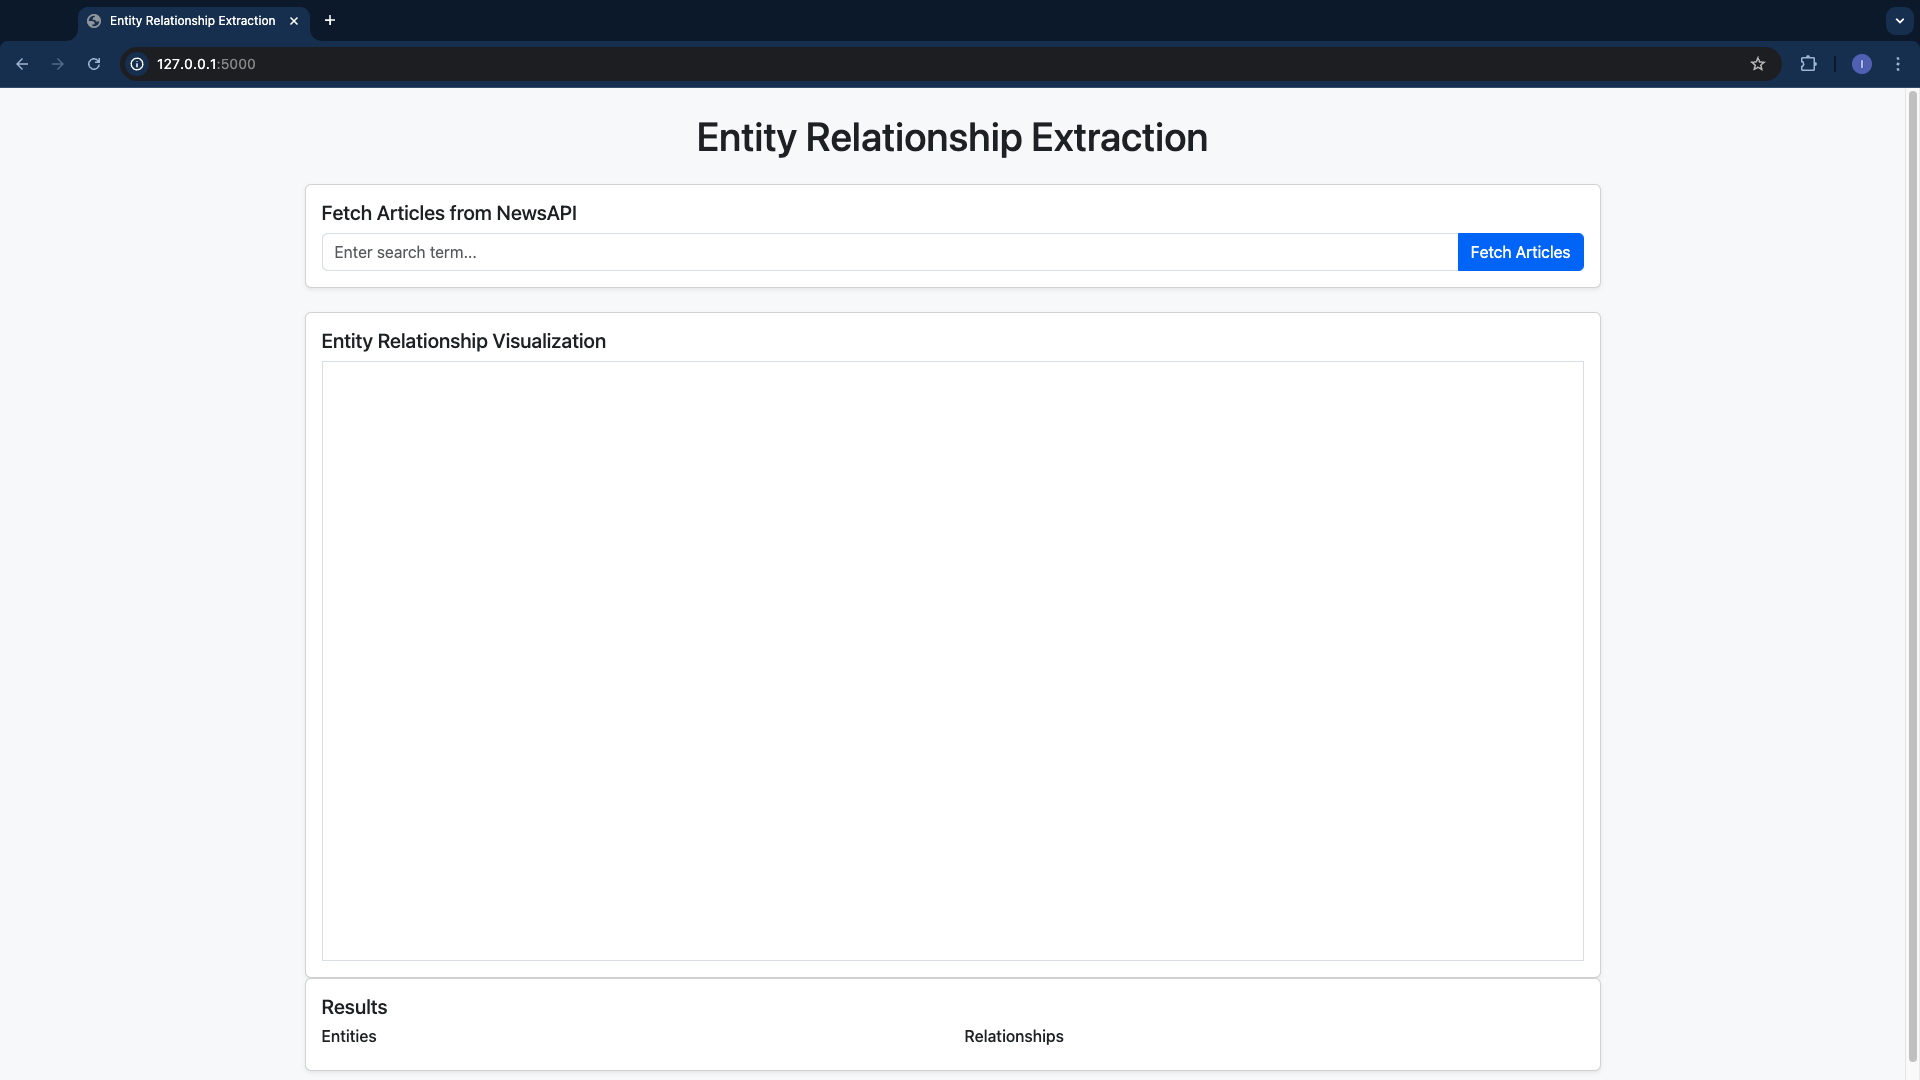 Entity Relationship Extraction
127.0.0.1:5000
I
Entity Relationship Extraction
Fetch Articles from NewsAPI
Enter search term...
Fetch Articles
Entity Relationship Visualization
Results
Entities
Relationships